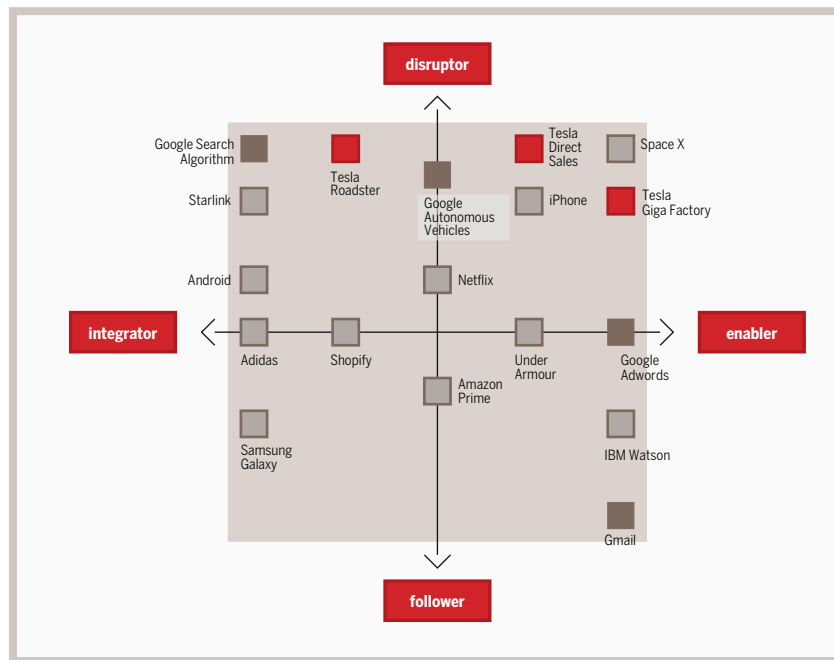 disruptor
Google Search
Algorithm
Tesla
Roadster
Tesla
Direct
Sales
Space X
Starlink
Google
Autonomous
Vehicles
iPhone
Tesla
Giga Factory
Android
Netflix
integrator
enabler
Adidas
Shopify
Under
Armour
Google
Adwords
Amazon
Prime
Samsung
Galaxy
IBM Watson
Gmail
follower